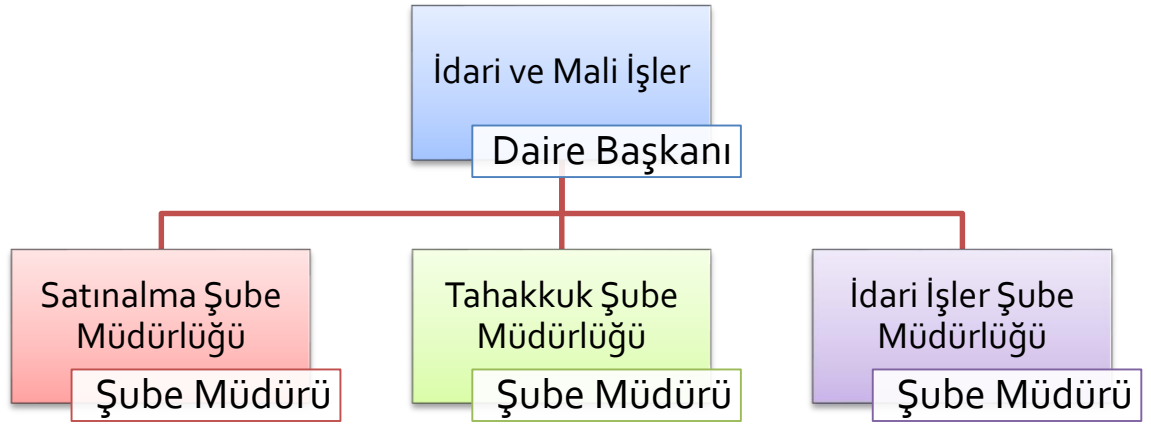 İdari ve Mali İşler
Daire Başkanı
Satınalma Şube
Müdürlüğü
Şube Müdürü
Tahakkuk Şube
Müdürlüğü
Şube Müdürü
İdari İşler Şube
Müdürlüğü
Şube Müdürü